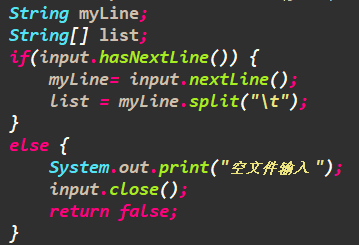 String myLine;
String[] list;
if(input.hasNextLine()) {
    myLine= input.nextLine();
    list = myLine.split("\t");
}
else {
    System.out.print("空文件输入");
    input.close();
    return false;
}